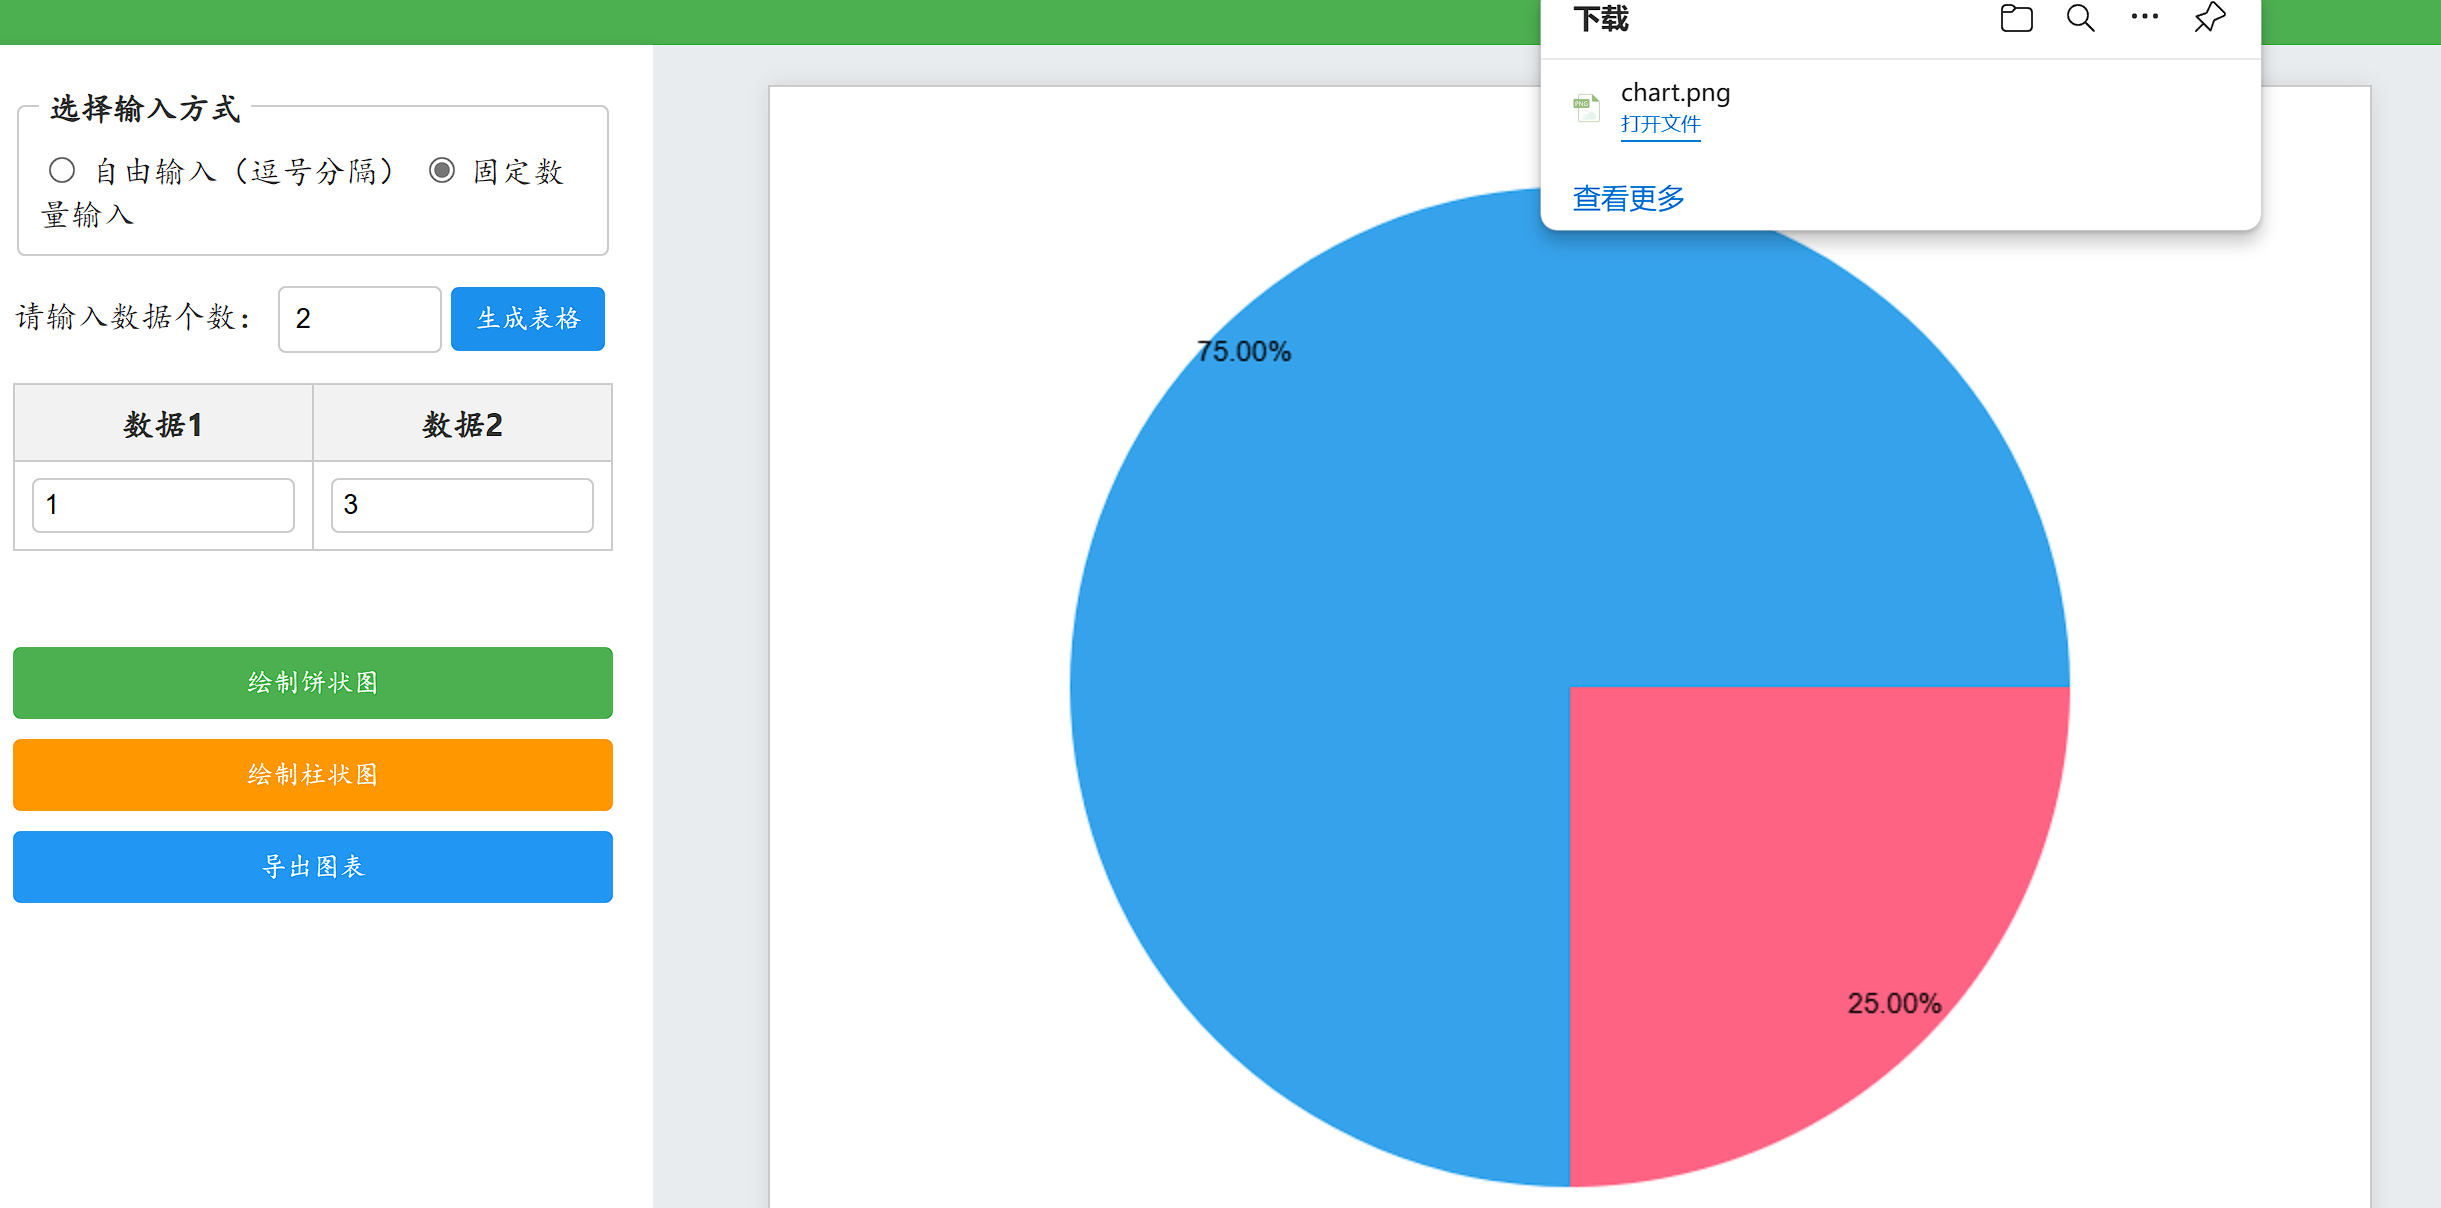 下载
chart.png
打开文件
查看更多
选择输入方式
自由输入（逗号分隔） 固定数
量输入
请输入数据个数： 2 生成表格
数据1 数据2
1 3
绘制饼状图
绘制柱状图
导出图表
75.00%
25.00%
PNG